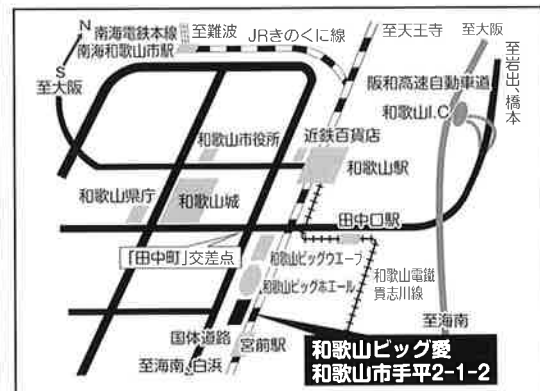 N
S
南海電鉄本線
南海和歌山市駅
至難波
JRきのくに線
至天王寺
至大阪
至岩出、橋本
至大阪
阪和高速自動車道
和歌山I.C
和歌山市役所
近鉄百貨店
和歌山駅
和歌山県庁
和歌山城
田中口駅
「田中町」交差点
和歌山ビッグウエーブ
和歌山ビッグホエール
和歌山電鐵
貴志川線
国体道路
宮前駅
至海南、白浜
至海南
和歌山ビッグ愛
和歌山市手平2-1-2